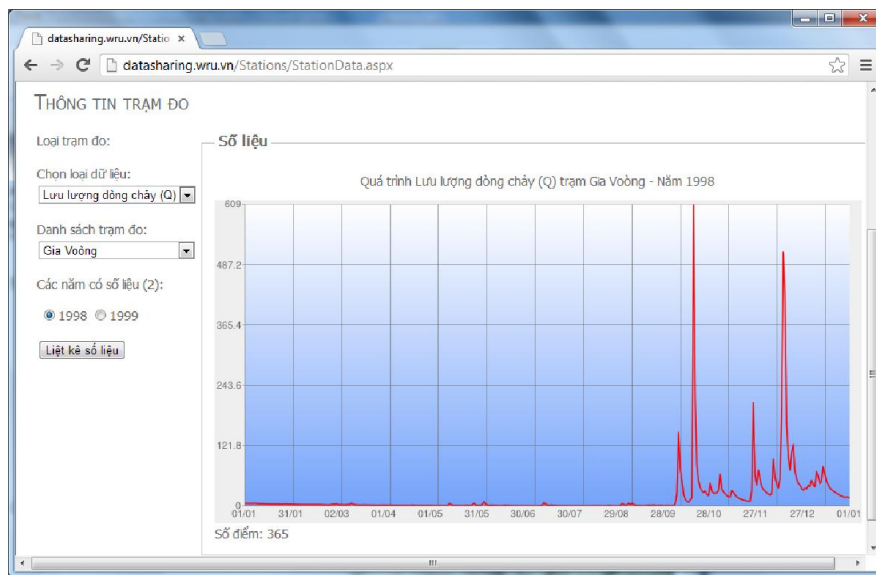 datasharing.wru.vn/Statio
datasharing.wru.vn/Stations/StationData.aspx
THÔNG TIN TRẠM ĐO
Loại trạm đo:
Chọn loại dữ liệu:
Lưu lượng dòng chảy (Q)
Danh sách trạm đo:
Gia Voòng
Các năm có số liệu (2):
1998 1999
Liệt kê số liệu
Số liệu
Quá trình Lưu lượng dòng chảy (Q) trạm Gia Voòng - Năm 1998
609
487.2
365.4
243.6
121.8
0
01/01 31/01 02/03 01/04 01/05 31/05 30/06 30/07 29/08 28/09 28/10 27/11 27/12 01/01
Số điểm: 365